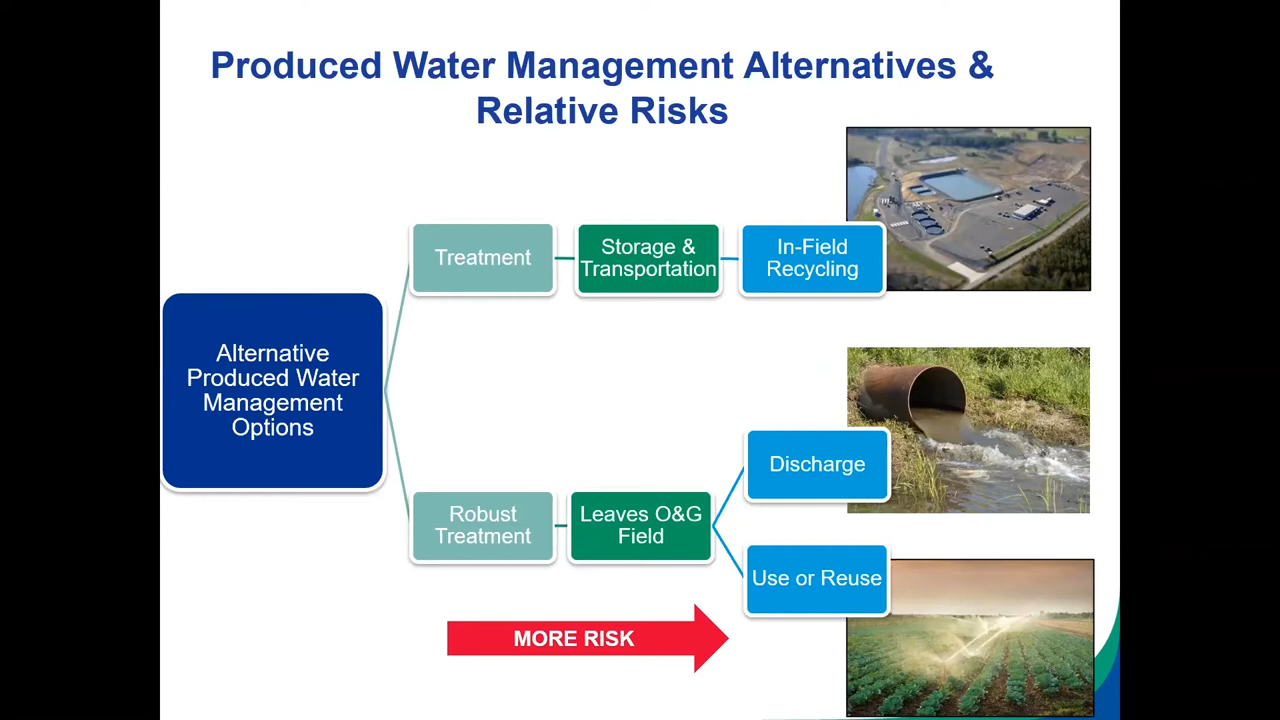 Produced Water Management Alternatives &
Relative Risks
Treatment
Storage &
Transportation
In-Field
Recycling
Alternative
Produced Water
Management
Options
Discharge
Robust
Treatment
Leaves O&G
Field
Use or Reuse
MORE RISK